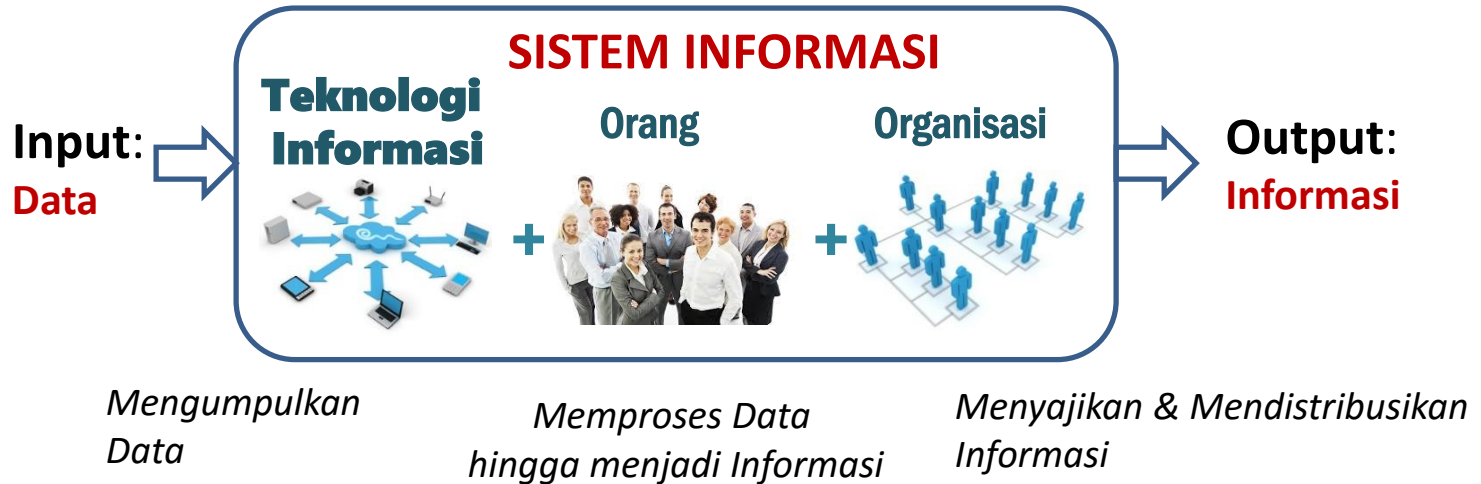 SISTEM INFORMASI
Input:
Data
Teknologi
Informasi
+
Orang
+
Organisasi
Output:
Informasi
Mengumpulkan
Data
Memproses Data
hingga menjadi Informasi
Menyajikan & Mendistribusikan
Informasi